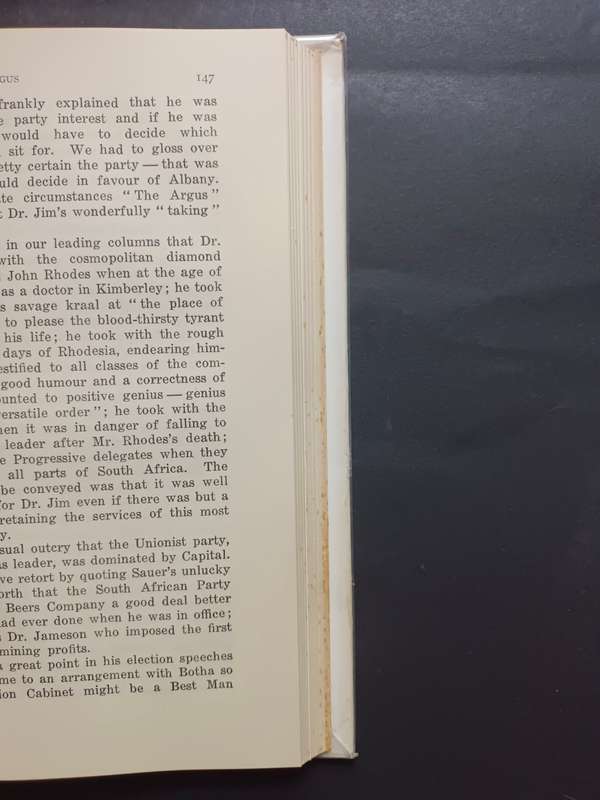 GUS 147
frankly explained that he was
e party interest and if he was
would have to decide which
sit for. We had to gloss over
etty certain the party — that was
uld decide in favour of Albany.
te circumstances “The Argus”
t Dr. Jim's wonderfully “taking”
in our leading columns that Dr.
with the cosmopolitan diamond
John Rhodes when at the age of
as a doctor in Kimberley; he took
s savage kraal at “the place of
to please the blood-thirsty tyrant
his life; he took with the rough
days of Rhodesia, endearing him-
estified to all classes of the com-
good humour and a correctness of
ounted to positive genius — genius
ersatile order”; he took with the
hen it was in danger of falling to
leader after Mr. Rhodes's death;
e Progressive delegates when they
all parts of South Africa. The
be conveyed was that it was well
for Dr. Jim even if there was but a
retaining the services of this most
y.
sual outcry that the Unionist party,
s leader, was dominated by Capital.
ve retort by quoting Sauer's unlucky
orth that the South African Party
Beers Company a good deal better
had ever done when he was in office;
s Dr. Jameson who imposed the first
mining profits.
a great point in his election speeches
me to an arrangement with Botha so
ion Cabinet might be a Best Man